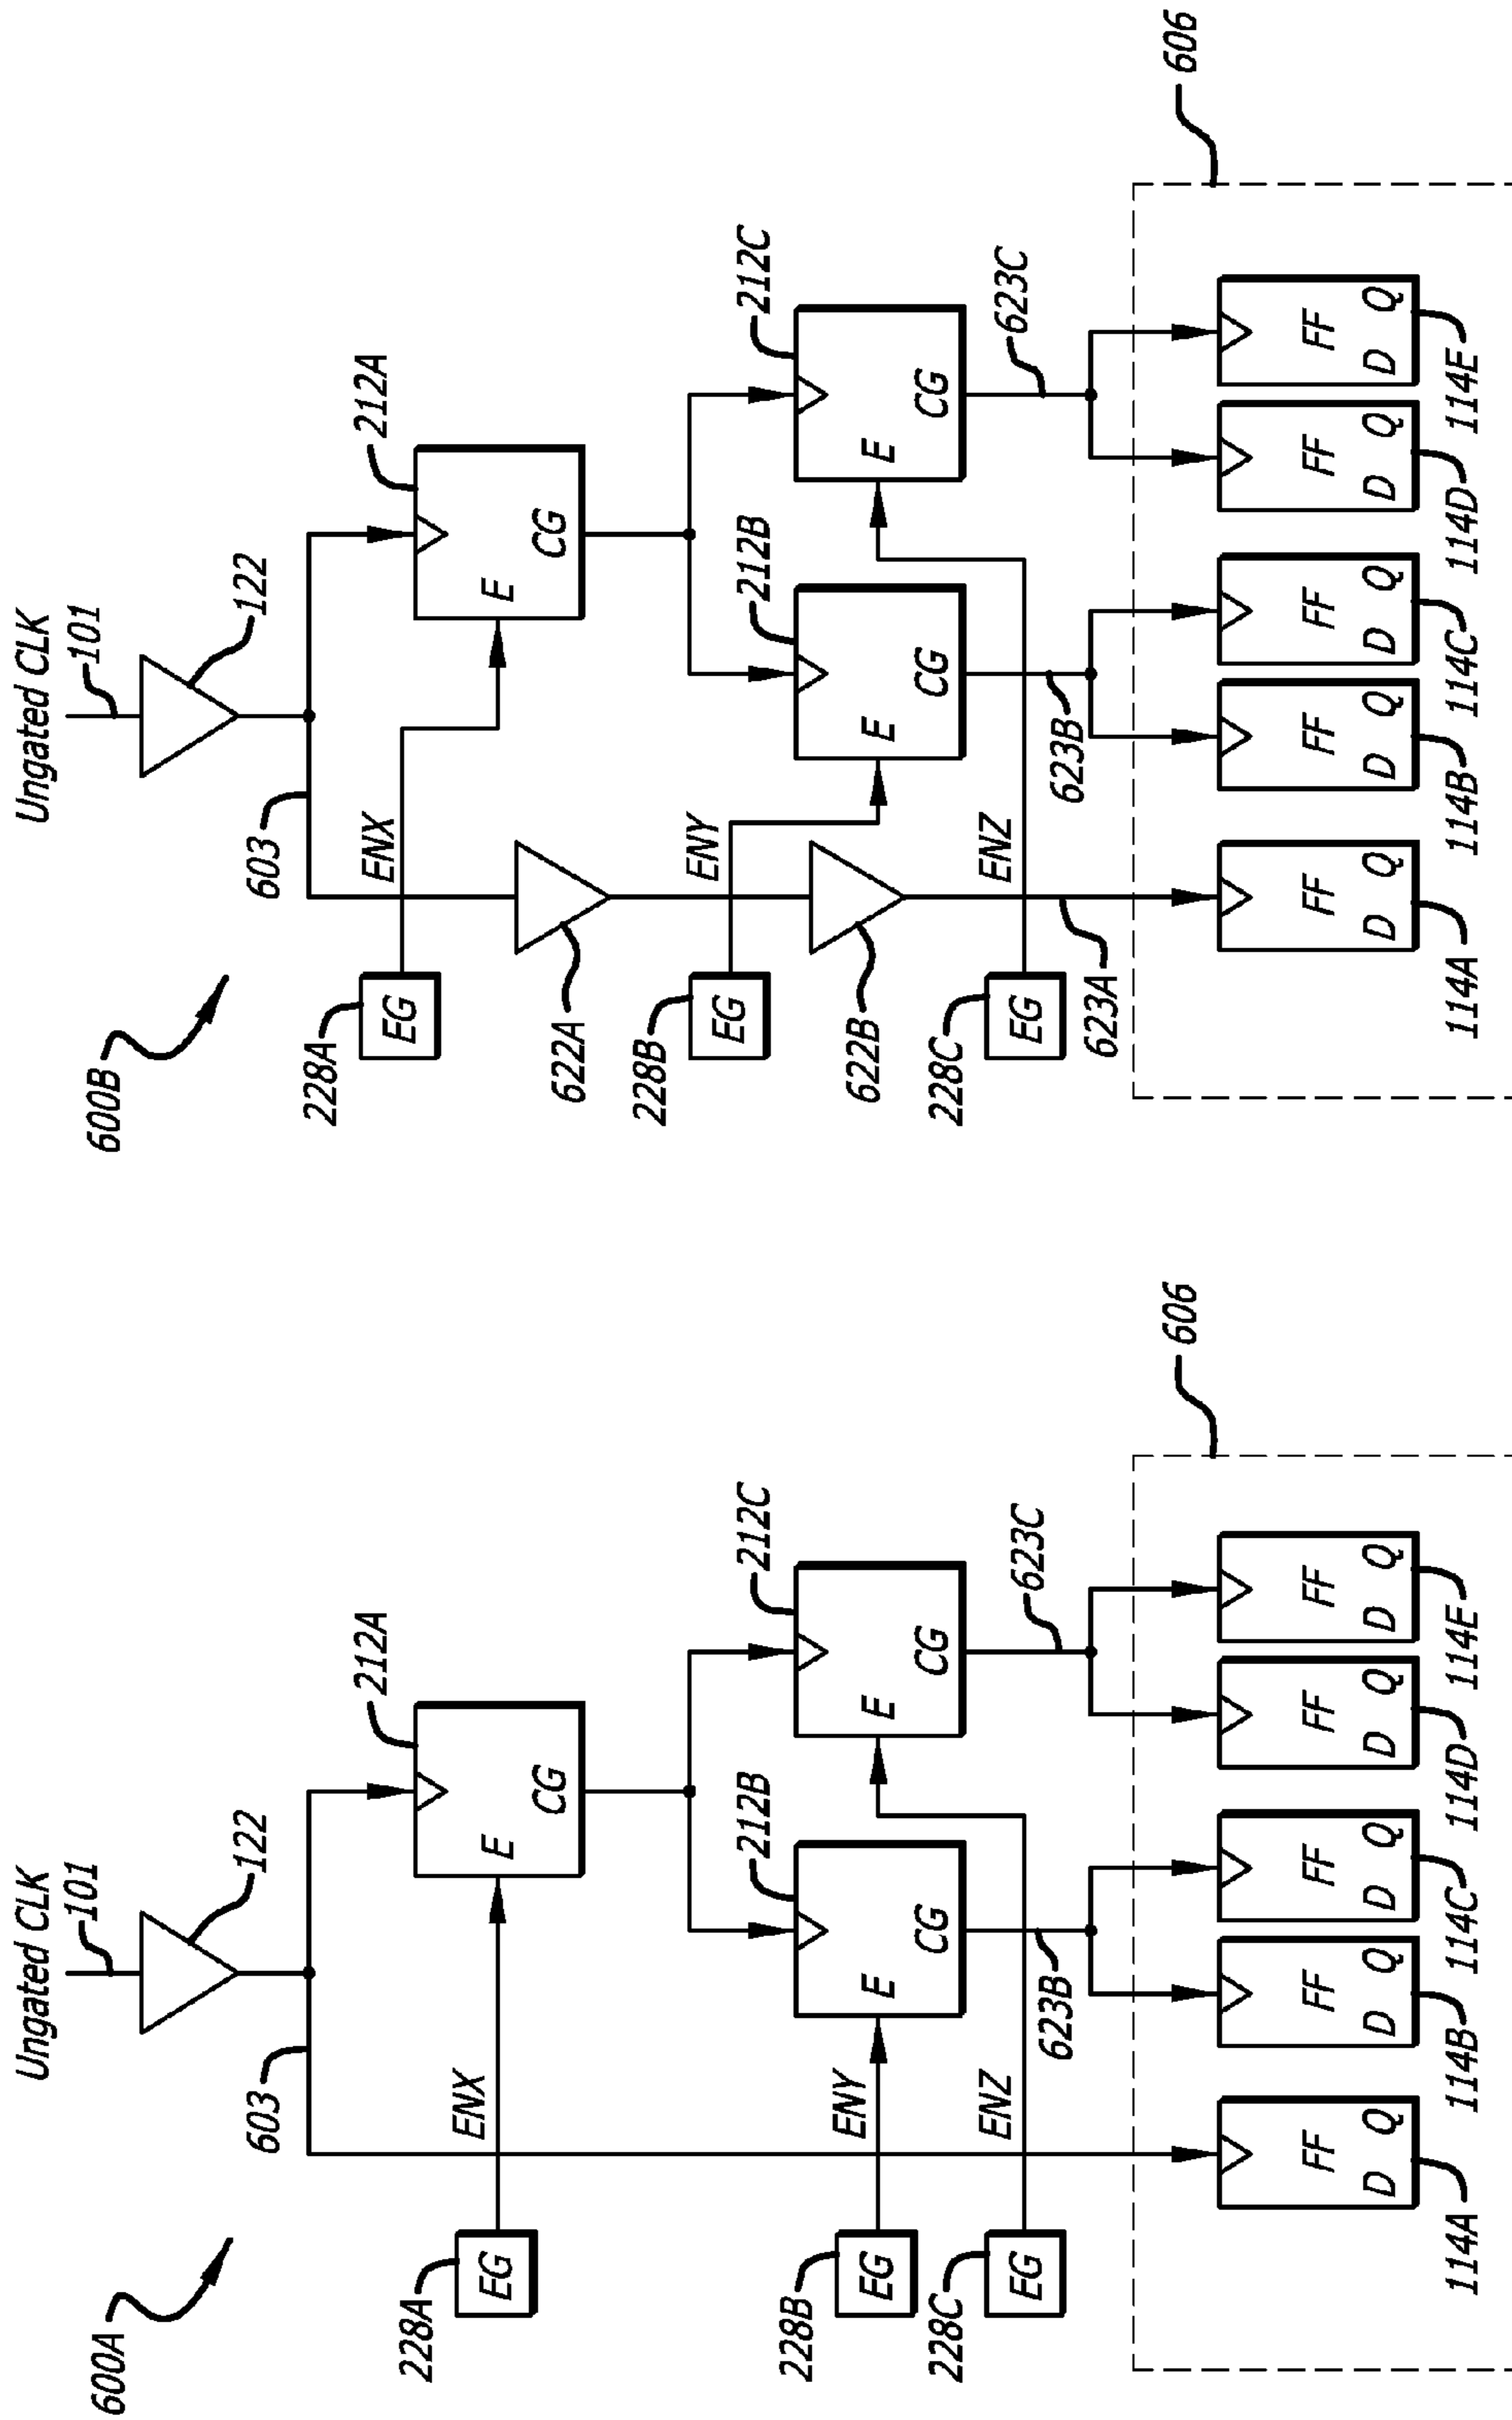 600A
Ungated CLK
101
122
603
228A
EG
ENX
212A
E
CG
228B
EG
ENY
212B
E
CG
212C
E
CG
228C
EG
ENZ
623B
623C
606
FF
D Q
114A
FF
D Q
114B
FF
D Q
114C
FF
D Q
114D
FF
D Q
114E
600B
Ungated CLK
101
122
603
228A
EG
ENX
212A
E
CG
622A
228B
EG
ENY
212B
E
CG
212C
E
CG
622B
228C
EG
ENZ
623A
623B
623C
606
FF
D Q
114A
FF
D Q
114B
FF
D Q
114C
FF
D Q
114D
FF
D Q
114E